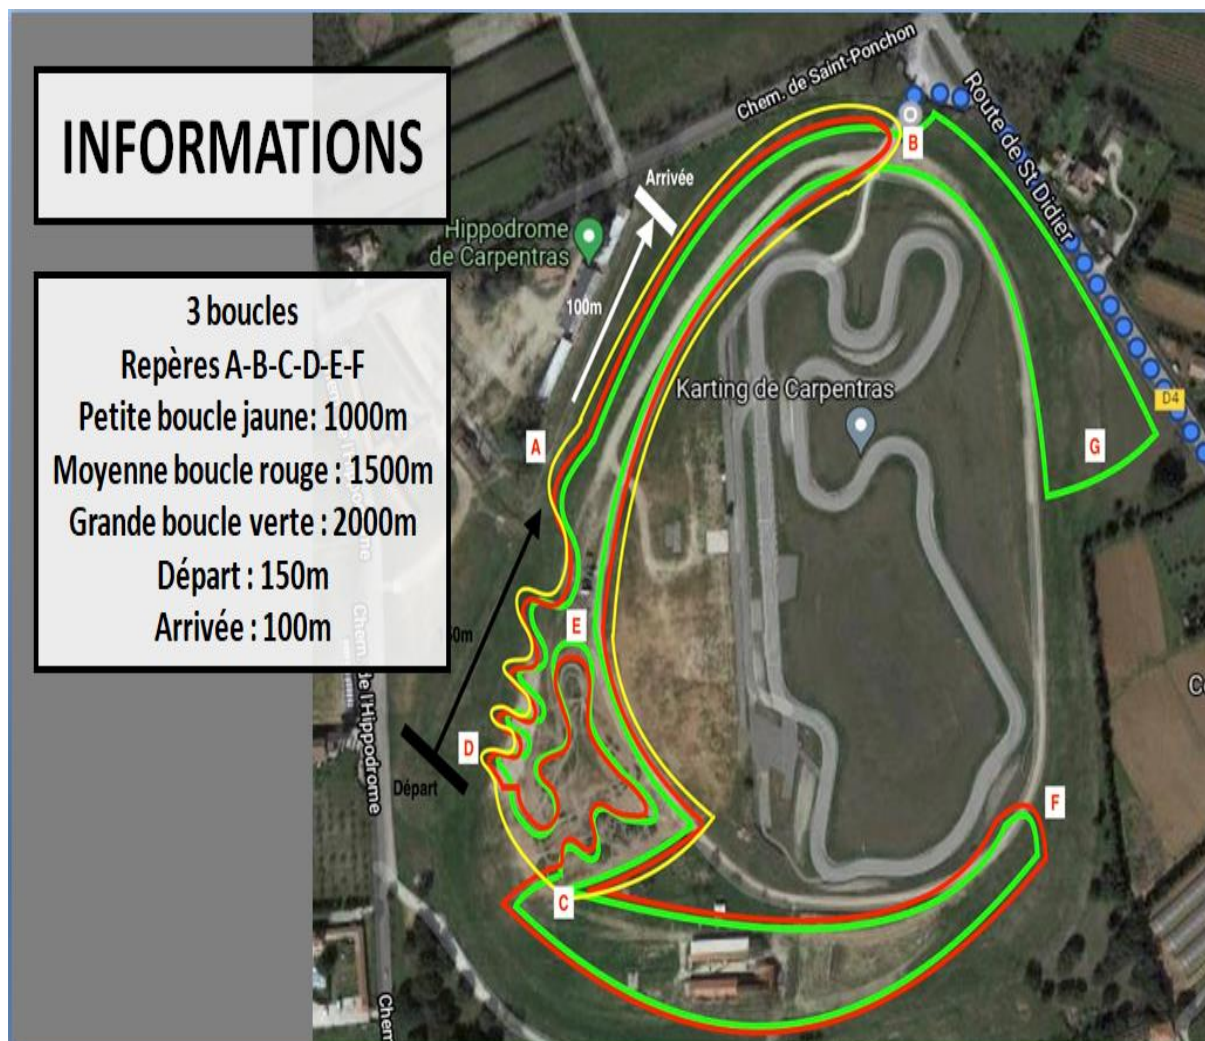 INFORMATIONS
3 boucles
Repères A-B-C-D-E-F
Petite boucle jaune: 1000m
Moyenne boucle rouge : 1500m
Grande boucle verte : 2000m
Départ : 150m
Arrivée : 100m
Chem. de Saint-Ponchon
Route de St Didier
B
Arrivée
Hippodrome
de Carpentras
100m
Karting de Carpentras
D4
A
G
E
D
Départ
Chem. de l'Hippodrome
F
C
Chem